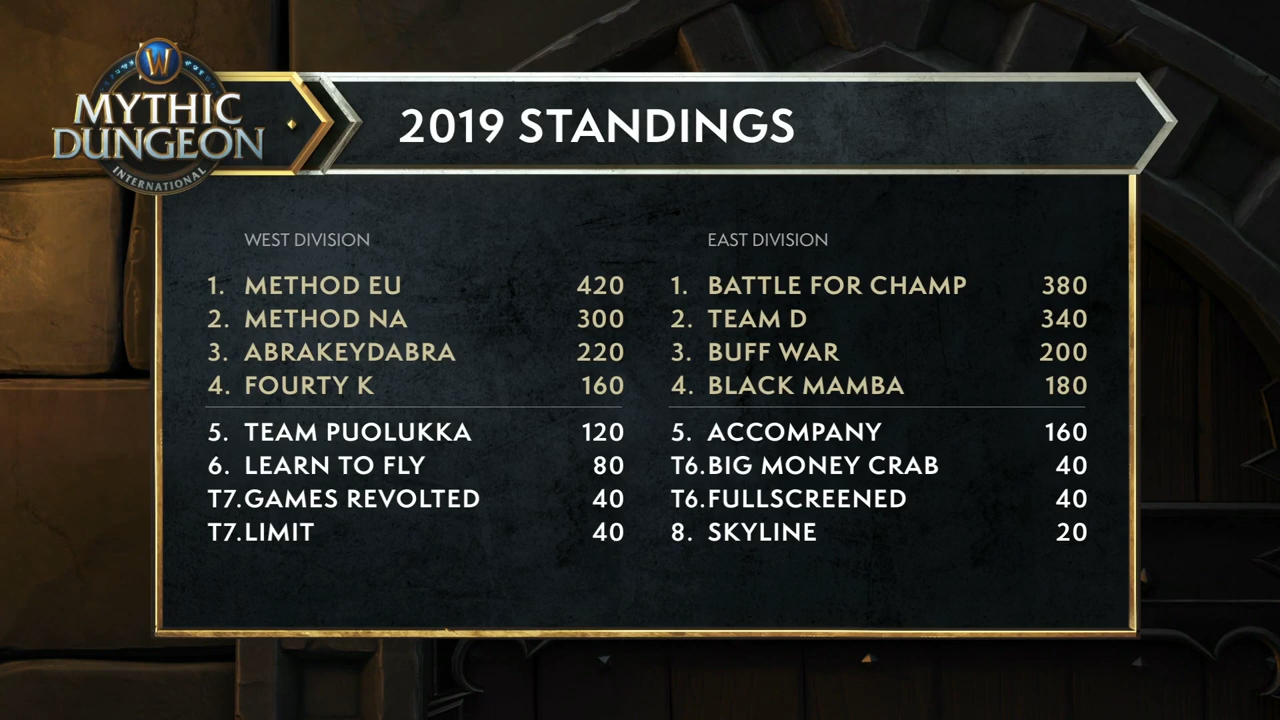 W
MYTHIC
DUNGEON
INTERNATIONAL
2019 STANDINGS
WEST DIVISION
1. METHOD EU 420
2. METHOD NA 300
3. ABRAKEYDABRA 220
4. FOURTY K 160
5. TEAM PUOLUKKA 120
6. LEARN TO FLY 80
T7.GAMES REVOLTED 40
T7.LIMIT 40
EAST DIVISION
1. BATTLE FOR CHAMP 380
2. TEAM D 340
3. BUFF WAR 200
4. BLACK MAMBA 180
5. ACCOMPANY 160
T6.BIG MONEY CRAB 40
T6.FULLSCREENED 40
8. SKYLINE 20